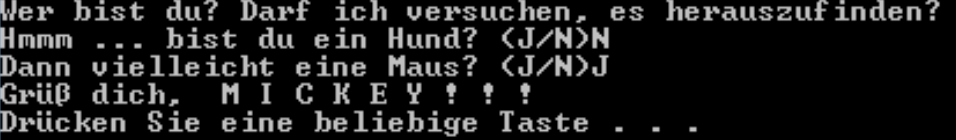 Wer bist du? Darf ich versuchen, es herauszufinden?
Hmmm ... bist du ein Hund? (J/N)N
Dann vielleicht eine Maus? (J/N)J
Grüβ dich,  M I C K E Y ! ! !
Drücken Sie eine beliebige Taste . . .